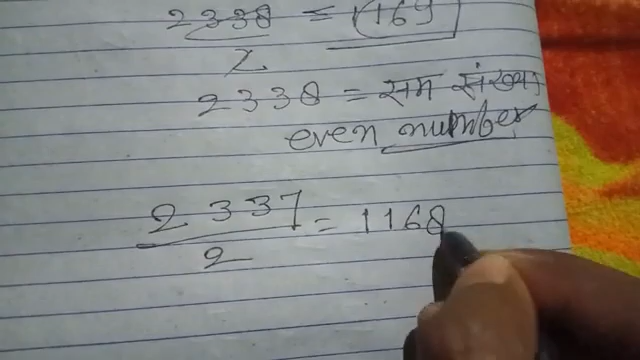 2338 = 1169
2
2338 = सम संख्या
even number
2337 = 1168
2